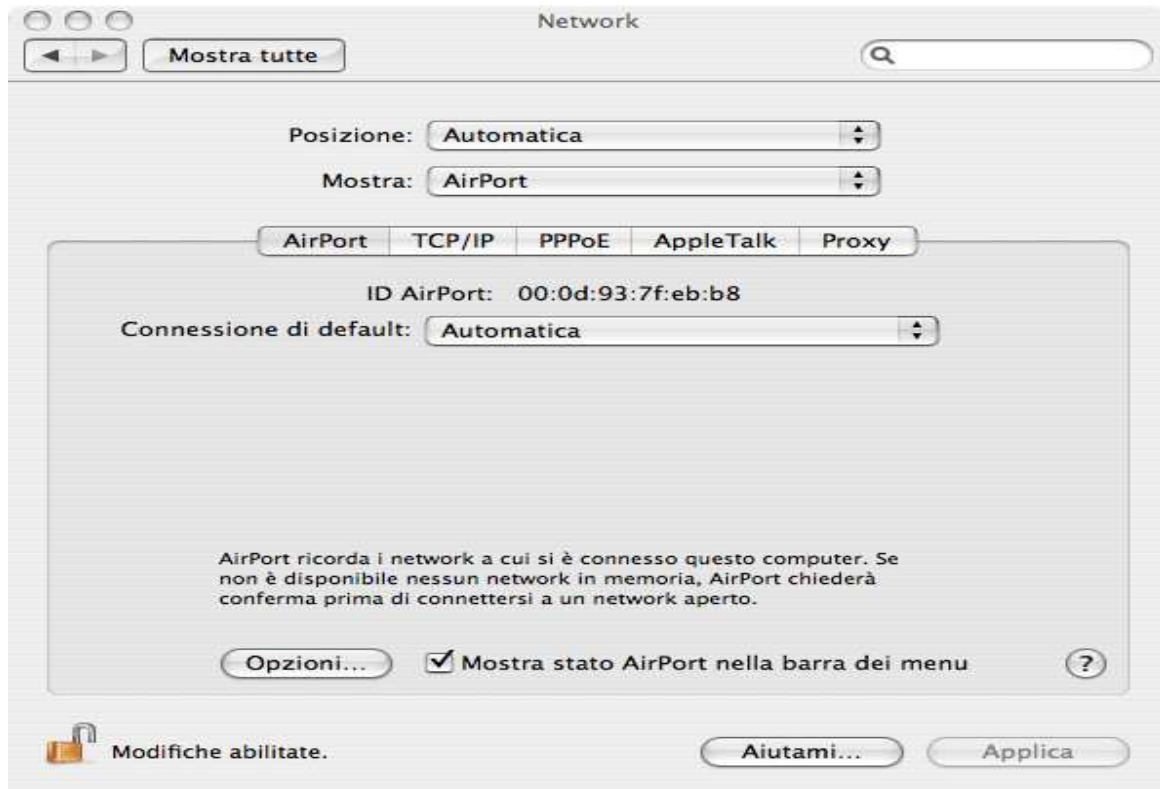 Network
Mostra tutte
Posizione: Automatica
Mostra: AirPort
AirPort TCP/IP PPPoE AppleTalk Proxy
ID AirPort: 00:0d:93:7f:eb:b8
Connessione di default: Automatica
AirPort ricorda i network a cui si è connesso questo computer. Se
non è disponibile nessun network in memoria, AirPort chiederà
conferma prima di connettersi a un network aperto.
Opzioni... Mostra stato AirPort nella barra dei menu ?
Modifiche abilitate. Aiutami... Applica